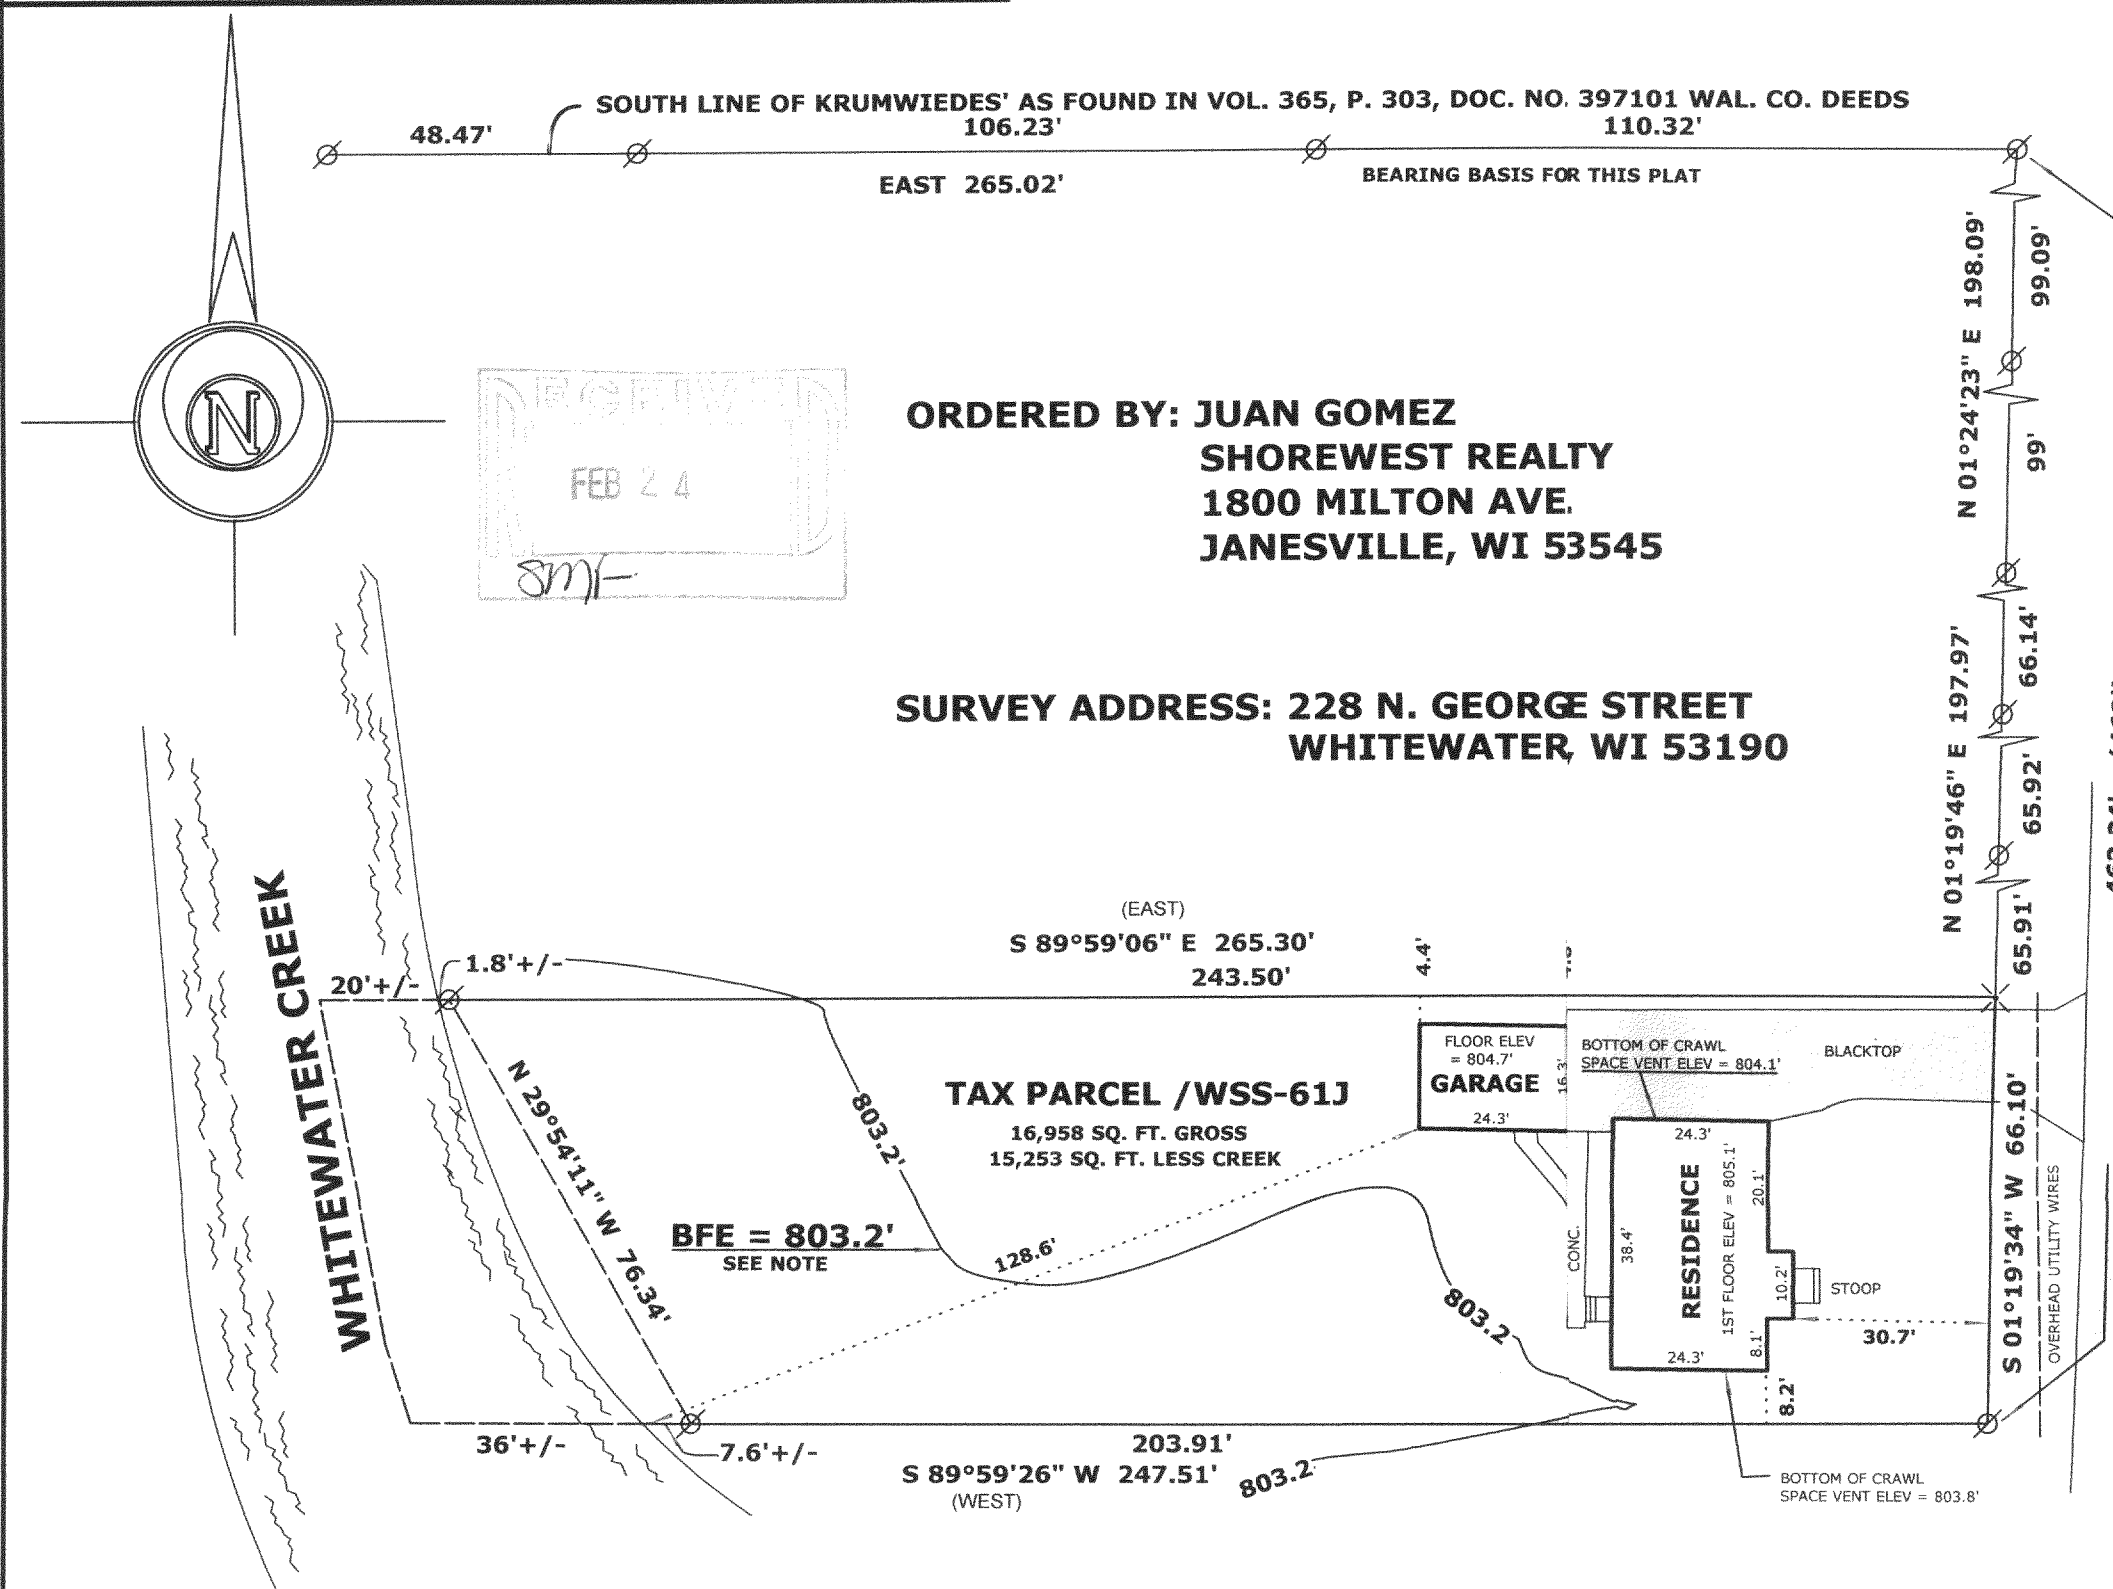 SOUTH LINE OF KRUMWIEDES' AS FOUND IN VOL. 365, P. 303, DOC. NO. 397101 WAL. CO. DEEDS
48.47'
106.23'
110.32'
EAST 265.02'
BEARING BASIS FOR THIS PLAT
N 01°24'23" E 198.09'
99.09'
99'
N
RECEIVED
FEB 24
ORDERED BY: JUAN GOMEZ
SHOREWEST REALTY
1800 MILTON AVE.
JANESVILLE, WI 53545
SURVEY ADDRESS: 228 N. GEORGE STREET
WHITEWATER, WI 53190
N 01°19'46" E 197.97'
66.14'
65.92'
65.91'
WHITEWATER CREEK
(EAST)
S 89°59'06" E 265.30'
243.50'
1.8'+/-
20'+/-
4.4'
N 29°54'11" W 76.34'
803.2'
TAX PARCEL /WSS-61J
16,958 SQ. FT. GROSS
15,253 SQ. FT. LESS CREEK
FLOOR ELEV
= 804.7'
GARAGE
16.3'
24.3'
BOTTOM OF CRAWL
SPACE VENT ELEV = 804.1'
BLACKTOP
BFE = 803.2'
SEE NOTE
128.6'
803.2
CONC.
24.3'
38.4'
RESIDENCE
1ST FLOOR ELEV = 805.1'
20.1'
10.2'
8.1'
24.3'
STOOP
30.7'
8.2'
S 01°19'34" W 66.10'
OVERHEAD UTILITY WIRES
36'+/-
7.6'+/-
203.91'
S 89°59'26" W 247.51'
(WEST)
803.2
BOTTOM OF CRAWL
SPACE VENT ELEV = 803.8'